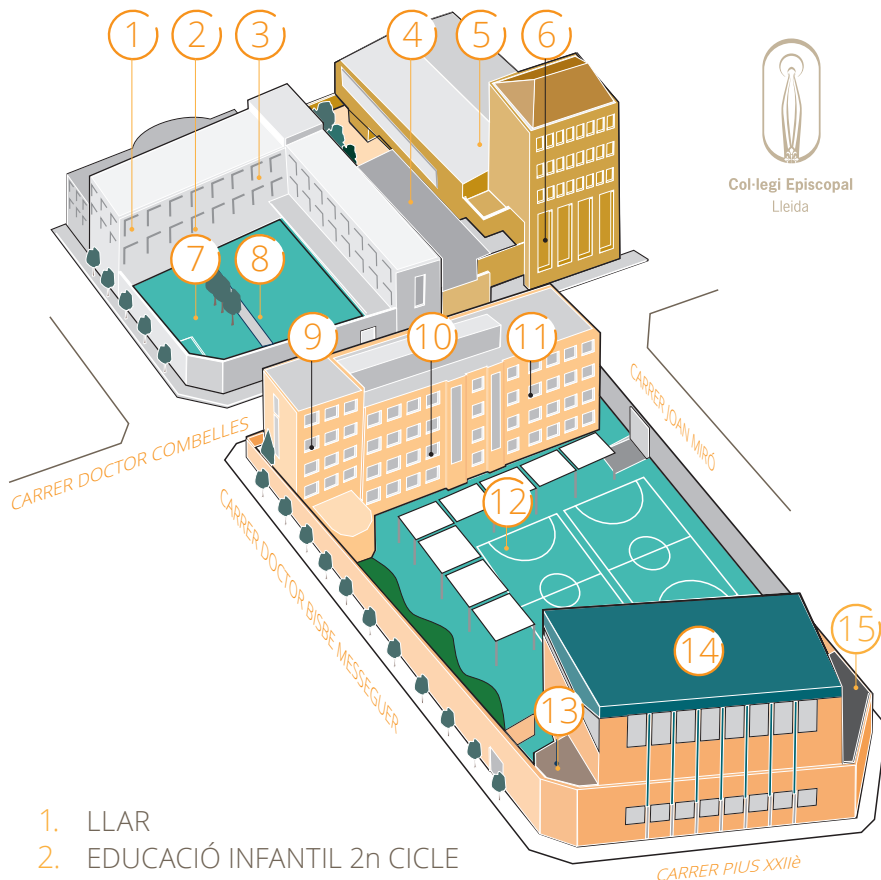 1
2
3
4
5
6
Col·legi Episcopal
Lleida
7
8
9
10
11
CARRER JOAN MIRÓ
CARRER DOCTOR COMBELLES
12
CARRER DOCTOR BISBE MESSEGUER
14
15
13
1. LLAR
2. EDUCACIÓ INFANTIL 2n CICLE
CARRER PIUS XXIIè